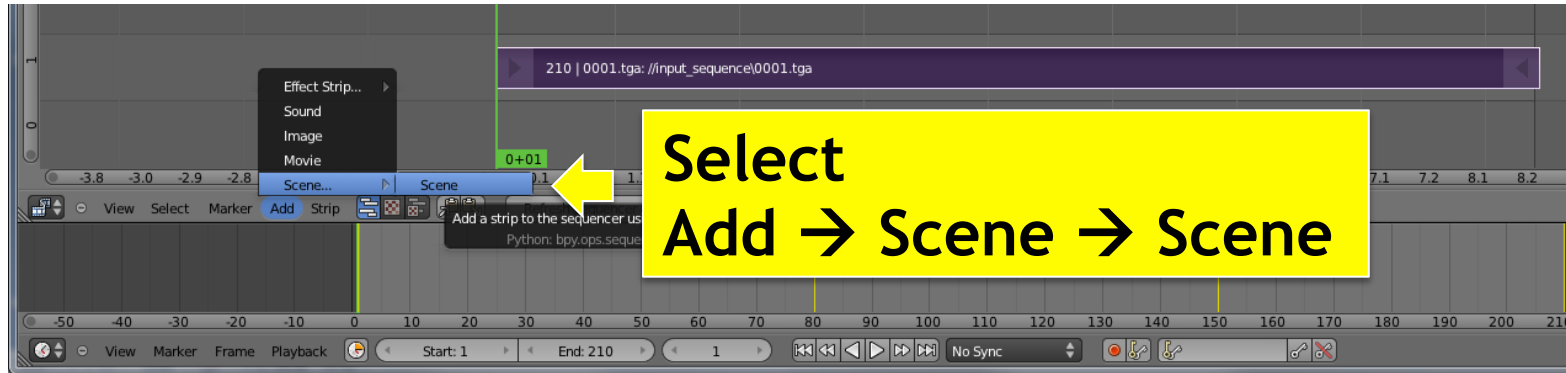 1
210 | 0001.tga: //input_sequence\0001.tga
Effect Strip...
Sound
Image
Movie
Scene...
Scene
0
0+01
Select
Add → Scene → Scene
-3.8 -3.0 -2.9 -2.8 7.1 7.2 8.1 8.2
View Select Marker Add Strip
Add a strip to the sequencer
Python:
-50 -40 -30 -20 -10 0 10 20 30 40 50 60 70 80 90 100 110 120 130 140 150 160 170 180 190 200
View Marker Frame Playback Start: 1 End: 210 1 No Sync